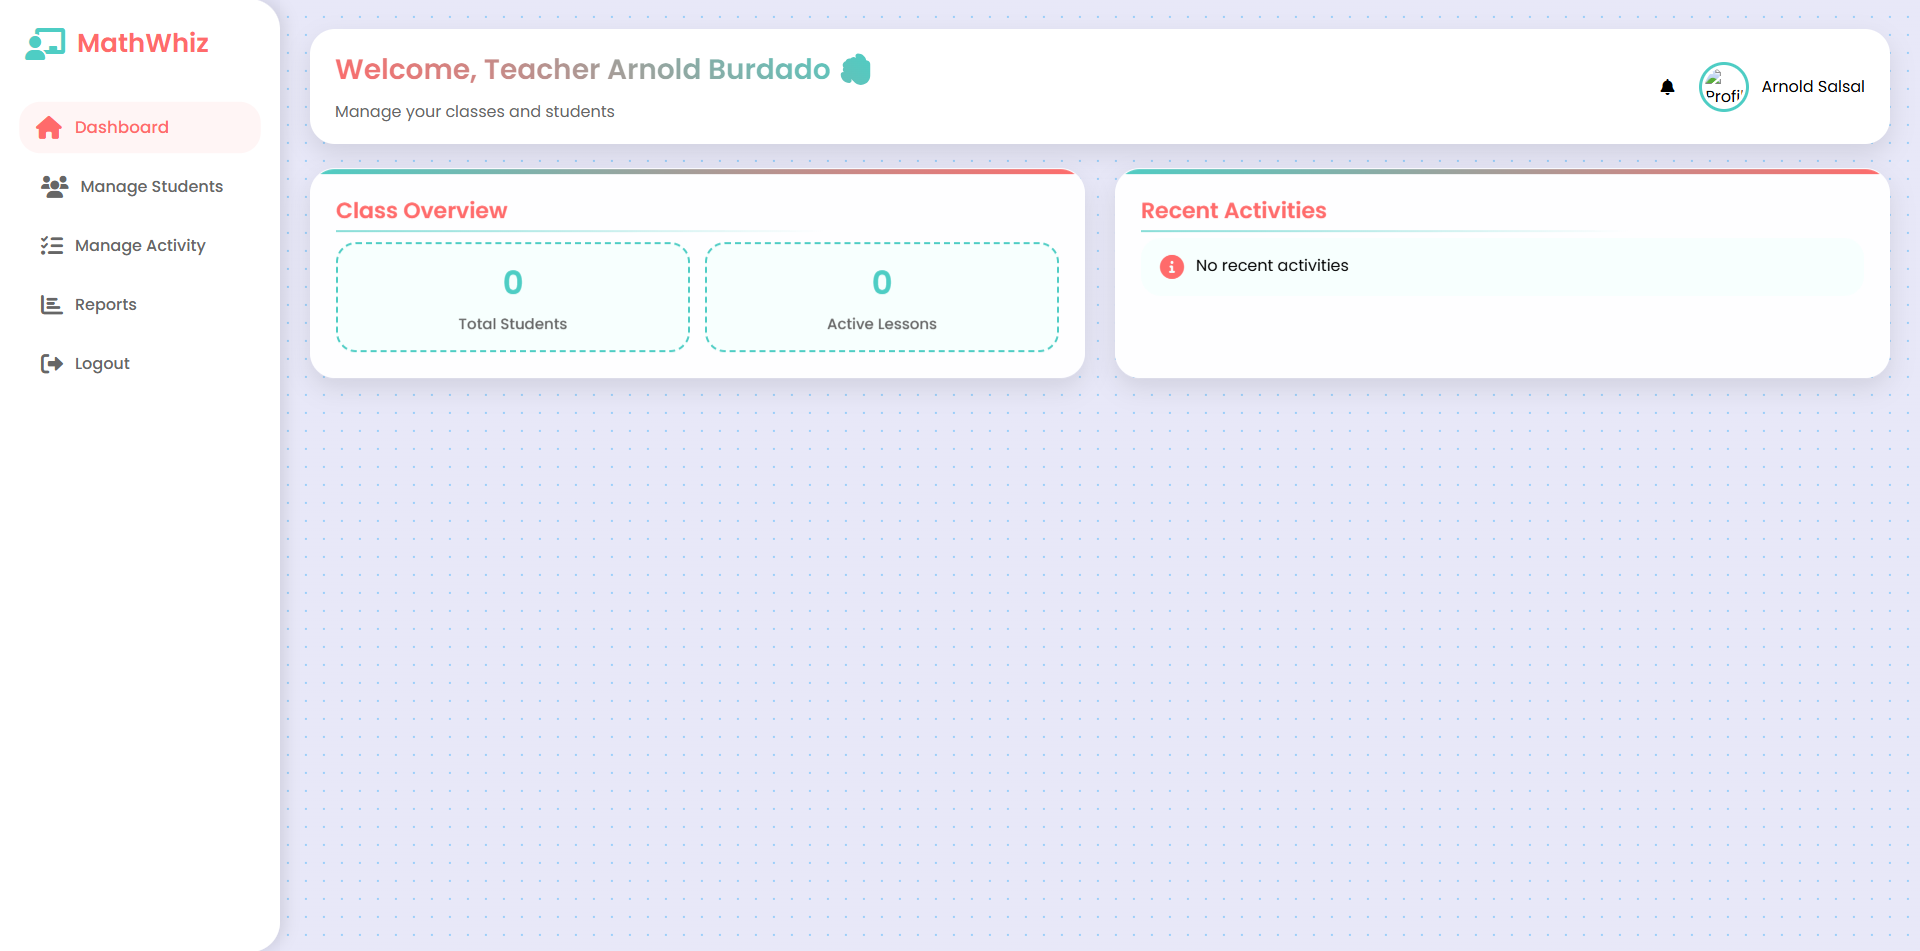 MathWhiz
Dashboard
Manage Students
Manage Activity
Reports
Logout
Welcome, Teacher Arnold Burdado
Manage your classes and students
Profi
Arnold Salsal
Class Overview
0
Total Students
0
Active Lessons
Recent Activities
No recent activities